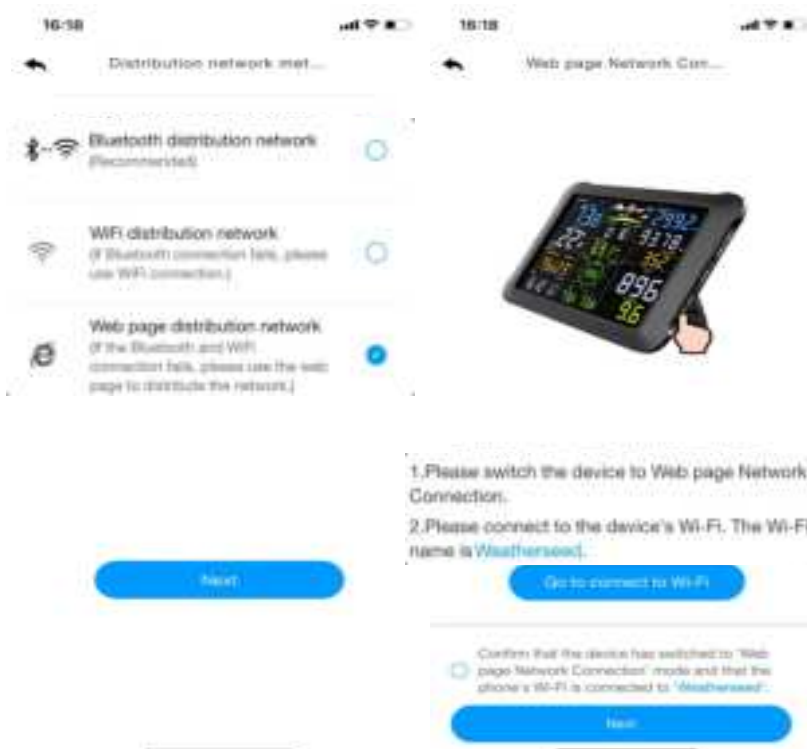 16:18
Distribution network met...
Bluetooth distribution network
(Recommended)
WiFi distribution network
(If Bluetooth connection fails, please
use WiFi connection.)
Web page distribution network
(If the Bluetooth and WiFi
connection fails, please use the web
page to distribute the network.)
Next
16:18
Web page Network Con...
2992
896
9.6
1.Please switch the device to Web page Network
Connection.
2.Please connect to the device's Wi-Fi. The Wi-Fi
name is Weatherseed.
Go to connect to Wi-Fi
Confirm that the device has switched to "Web
page Network Connection" mode and that the
phone's Wi-Fi is connected to "Weatherseed".
Next